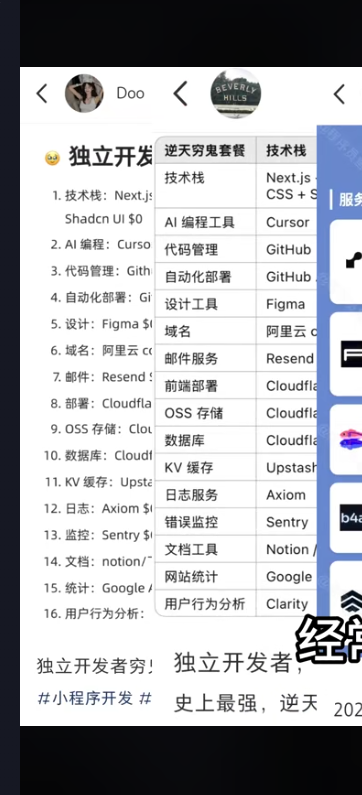 Doo
BEVERLY
HILLS
🥹 独立开发
1. 技术栈：Next.js
Shadcn UI $0
2. AI 编程：Curso
3. 代码管理：Gith
4. 自动化部署：Gi
5. 设计：Figma $
6. 域名：阿里云 co
7. 邮件：Resend
8. 部署：Cloudfla
9. OSS 存储：Clou
10. 数据库：Cloudf
11. KV 缓存：Upsta
12. 日志：Axiom $
13. 监控：Sentry $
14. 文档：notion/
15. 统计：Google A
16. 用户行为分析：
独立开发者穷
#小程序开发 #
逆天穷鬼套餐 技术栈
技术栈 Next.js
CSS + S
AI 编程工具 Cursor
代码管理 GitHub
自动化部署 GitHub
设计工具 Figma
域名 阿里云 c
邮件服务 Resend
前端部署 Cloudfla
OSS 存储 Cloudfla
数据库 Cloudfla
KV 缓存 Upstash
日志服务 Axiom
错误监控 Sentry
文档工具 Notion /
网站统计 Google
用户行为分析 Clarity
独立开发者，
史上最强，逆天
服务
b4a
经常
202